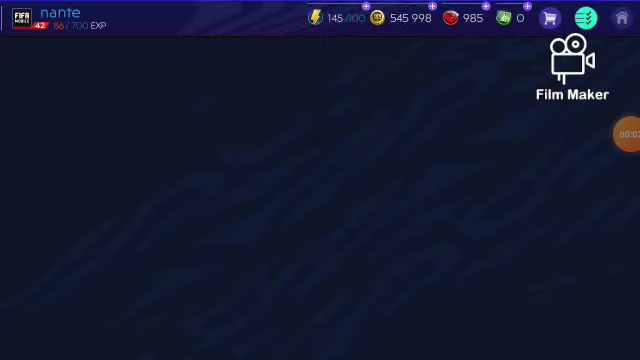 FIFA
MOBILE
nante
42 86 / 700 EXP
145/100
545 998
985
0
Film Maker